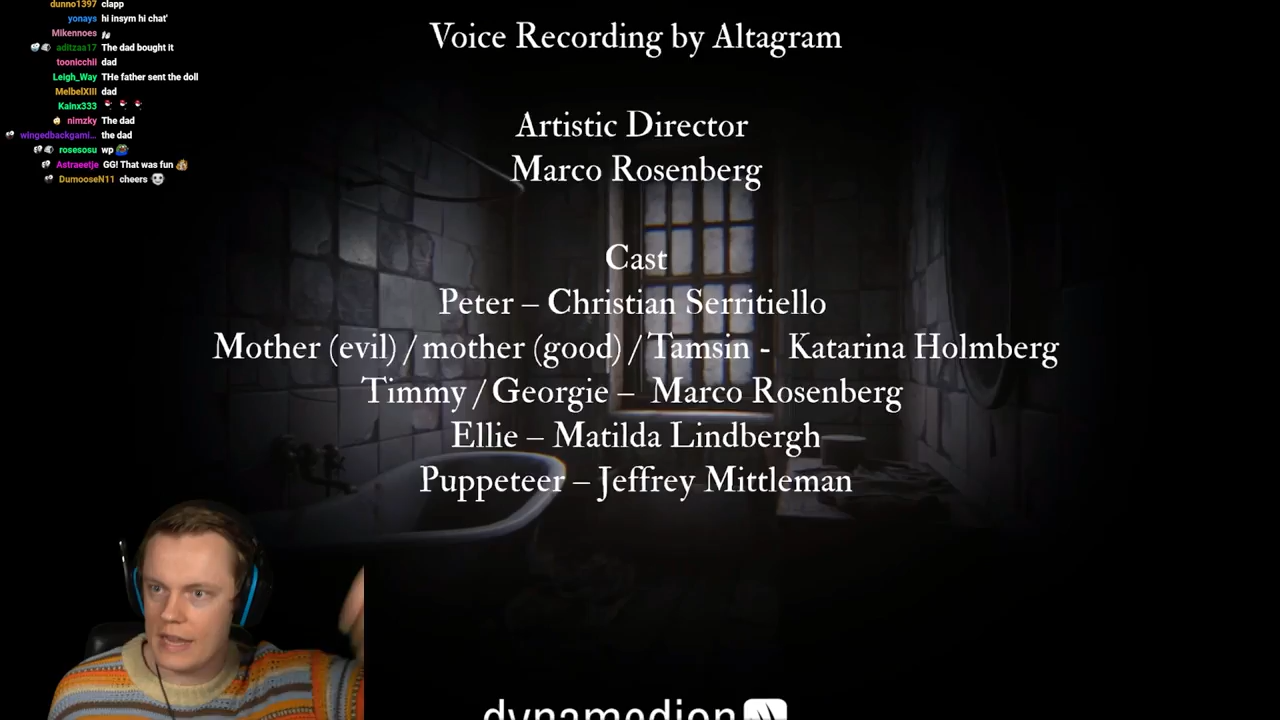 dunno1397 clapp
yonays hi insym hi chat'
Mikennoes
aditzaa17 The dad bought it
toonicchii dad
Leigh_Way THe father sent the doll
MelbelXIII dad
Kalnx333
nimzky The dad
wingedbackgami... the dad
rosesosu wp
Astraeetje GG! That was fun
DumooseN11 cheers
Voice Recording by Altagram
Artistic Director
Marco Rosenberg
Cast
Peter – Christian Serritiello
Mother (evil) / mother (good) / Tamsin - Katarina Holmberg
Timmy / Georgie – Marco Rosenberg
Ellie – Matilda Lindbergh
Puppeteer – Jeffrey Mittleman
dynamedion